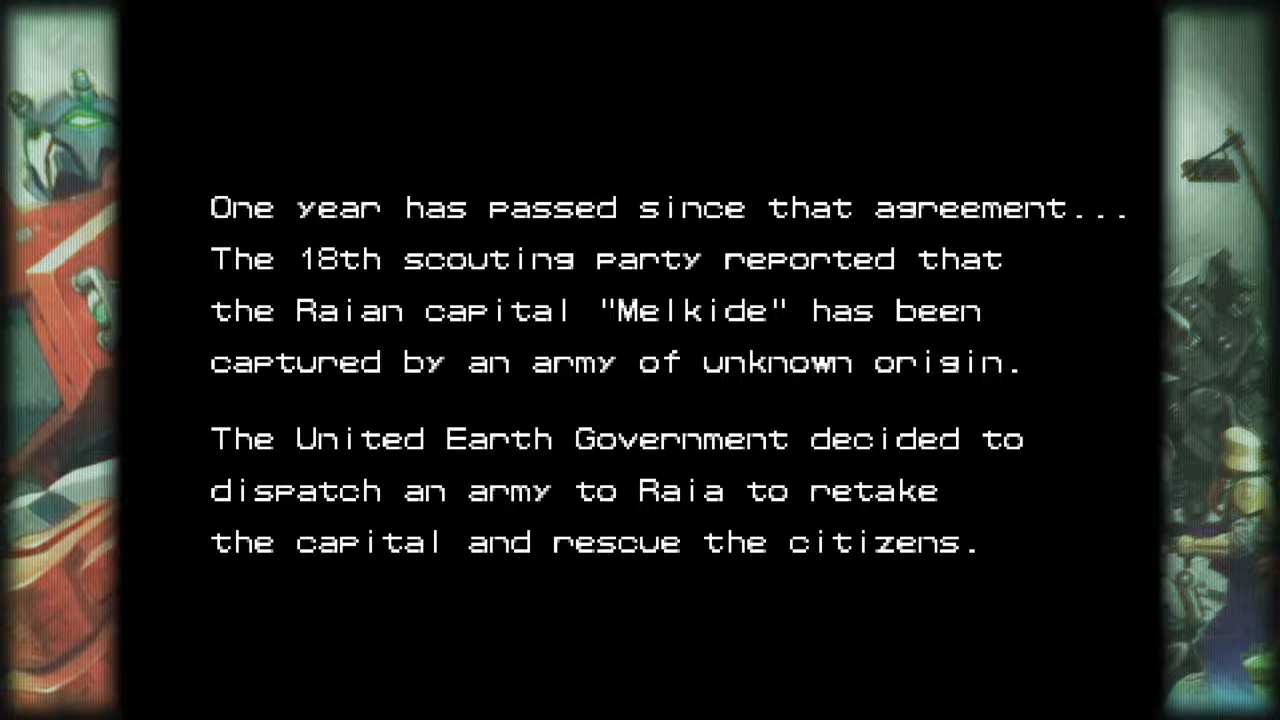 One year has passed since that agreement...
The 18th scouting party reported that
the Raian capital "Melkide" has been
captured by an army of unknown origin.
The United Earth Government decided to
dispatch an army to Raia to retake
the capital and rescue the citizens.